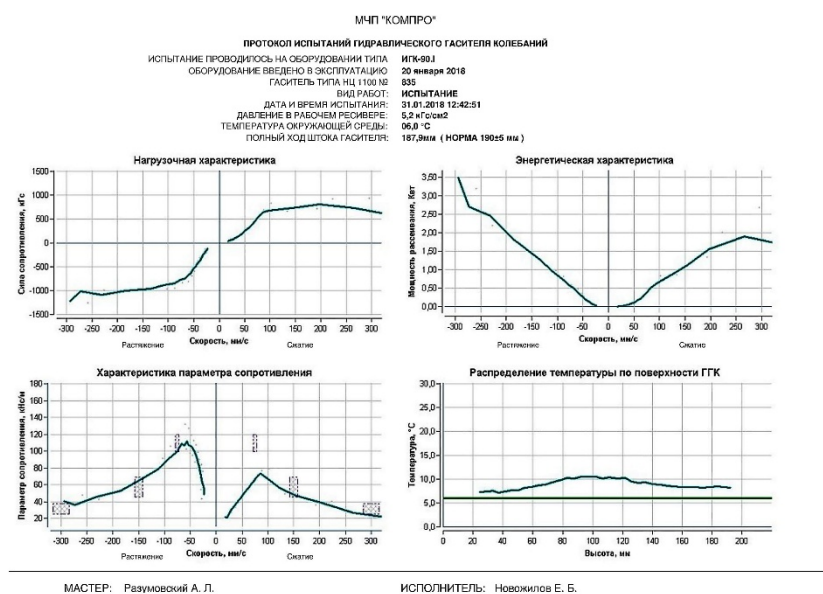 МЧП "КОМПРО"
ПРОТОКОЛ ИСПЫТАНИЙ ГИДРАВЛИЧЕСКОГО ГАСИТЕЛЯ КОЛЕБАНИЙ
ИСПЫТАНИЕ ПРОВОДИЛОСЬ НА ОБОРУДОВАНИИ ТИПА ИГК-90.I
ОБОРУДОВАНИЕ ВВЕДЕНО В ЭКСПЛУАТАЦИЮ 20 января 2018
ГАСИТЕЛЬ ТИПА НЦ 1100 № 835
ВИД РАБОТ: ИСПЫТАНИЕ
ДАТА И ВРЕМЯ ИСПЫТАНИЯ: 31.01.2018 12:42:51
ДАВЛЕНИЕ В РАБОЧЕМ РЕСИВЕРЕ: 5,2 кГс/см2
ТЕМПЕРАТУРА ОКРУЖАЮЩЕЙ СРЕДЫ: 06,0 °С
ПОЛНЫЙ ХОД ШТОКА ГАСИТЕЛЯ: 187,9мм ( НОРМА 190±5 мм )
Нагрузочная характеристика
Сила сопротивления, кГс
1500
1000
500
0
-500
-1000
-1500
-300 -250 -200 -150 -100 -50 0 50 100 150 200 250 300
Растяжение Скорость, мм/с Сжатие
Энергетическая характеристика
Мощность рассеивания, Квт
3,50
3,00
2,50
2,00
1,50
1,00
0,50
0,00
-300 -250 -200 -150 -100 -50 0 50 100 150 200 250 300
Растяжение Скорость, мм/с Сжатие
Характеристика параметра сопротивления
Параметр сопротивления, кНс/м
180
160
140
120
100
80
60
40
20
-300 -250 -200 -150 -100 -50 0 50 100 150 200 250 300
Растяжение Скорость, мм/с Сжатие
Распределение температуры по поверхности ГГК
Температура, °С
30,0
25,0
20,0
15,0
10,0
5,0
0,0
0 20 40 60 80 100 120 140 160 180 200
Высота, мм
МАСТЕР: Разумовский А. Л. ИСПОЛНИТЕЛЬ: Новожилов Е. Б.